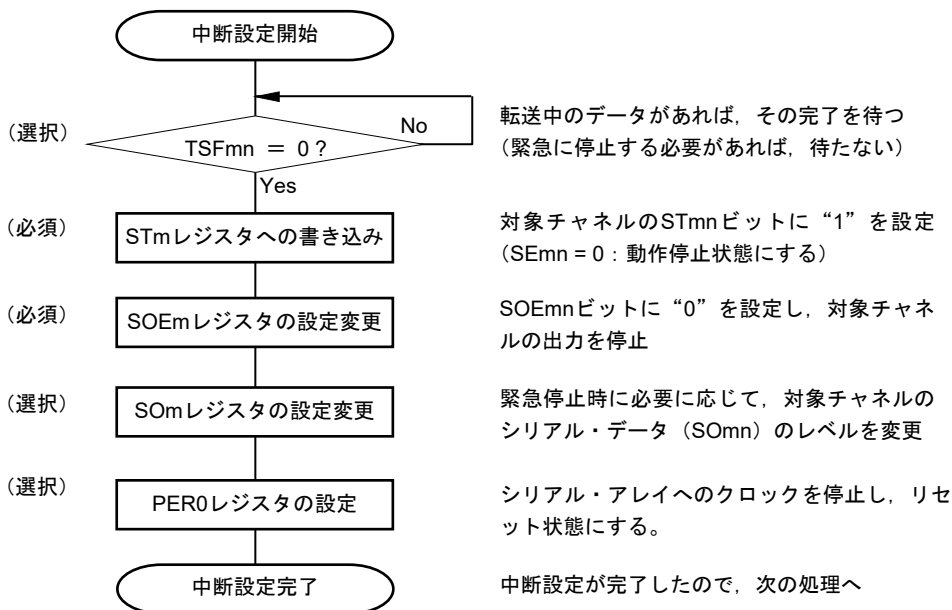 中断設定開始
（選択）
TSFmn ＝ 0？
No
Yes
転送中のデータがあれば，その完了を待つ
（緊急に停止する必要があれば，待たない）
（必須）
STmレジスタへの書き込み
対象チャネルのSTmnビットに“1”を設定
（SEmn = 0：動作停止状態にする）
（必須）
SOEmレジスタの設定変更
SOEmnビットに“0”を設定し，対象チャネ
ルの出力を停止
（選択）
SOmレジスタの設定変更
緊急停止時に必要に応じて，対象チャネルの
シリアル・データ（SOmn）のレベルを変更
（選択）
PER0レジスタの設定
シリアル・アレイへのクロックを停止し，リセ
ット状態にする。
中断設定完了
中断設定が完了したので，次の処理へ